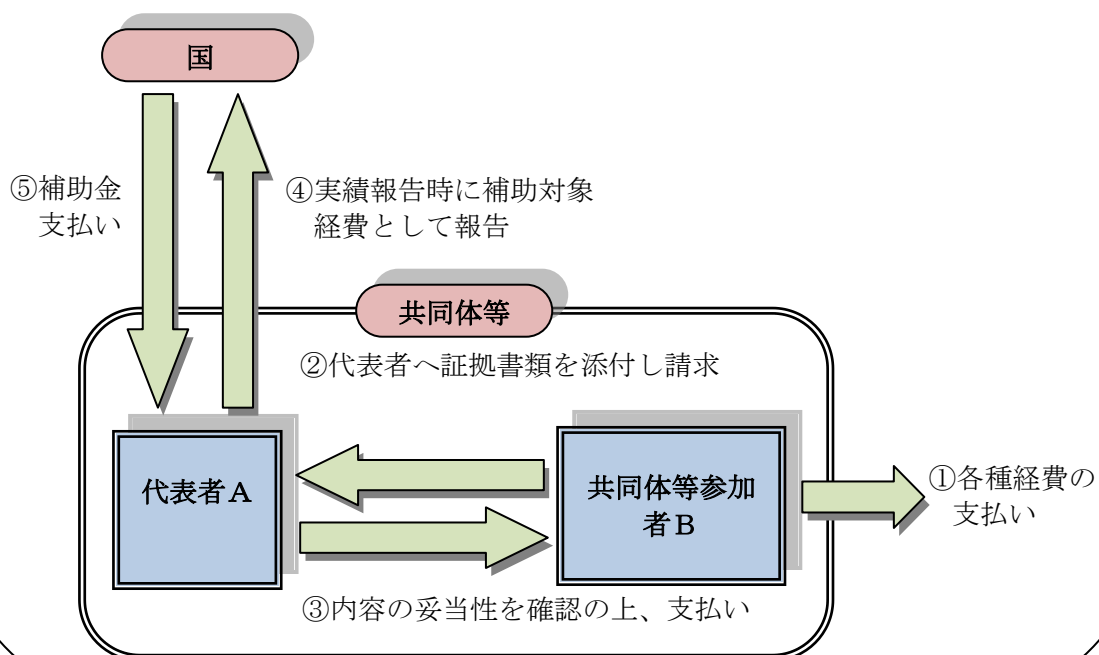 国
⑤補助金
支払い
④実績報告時に補助対象
経費として報告
共同体等
②代表者へ証拠書類を添付し請求
代表者A
共同体等参加
者B
①各種経費の
支払い
③内容の妥当性を確認の上、支払い